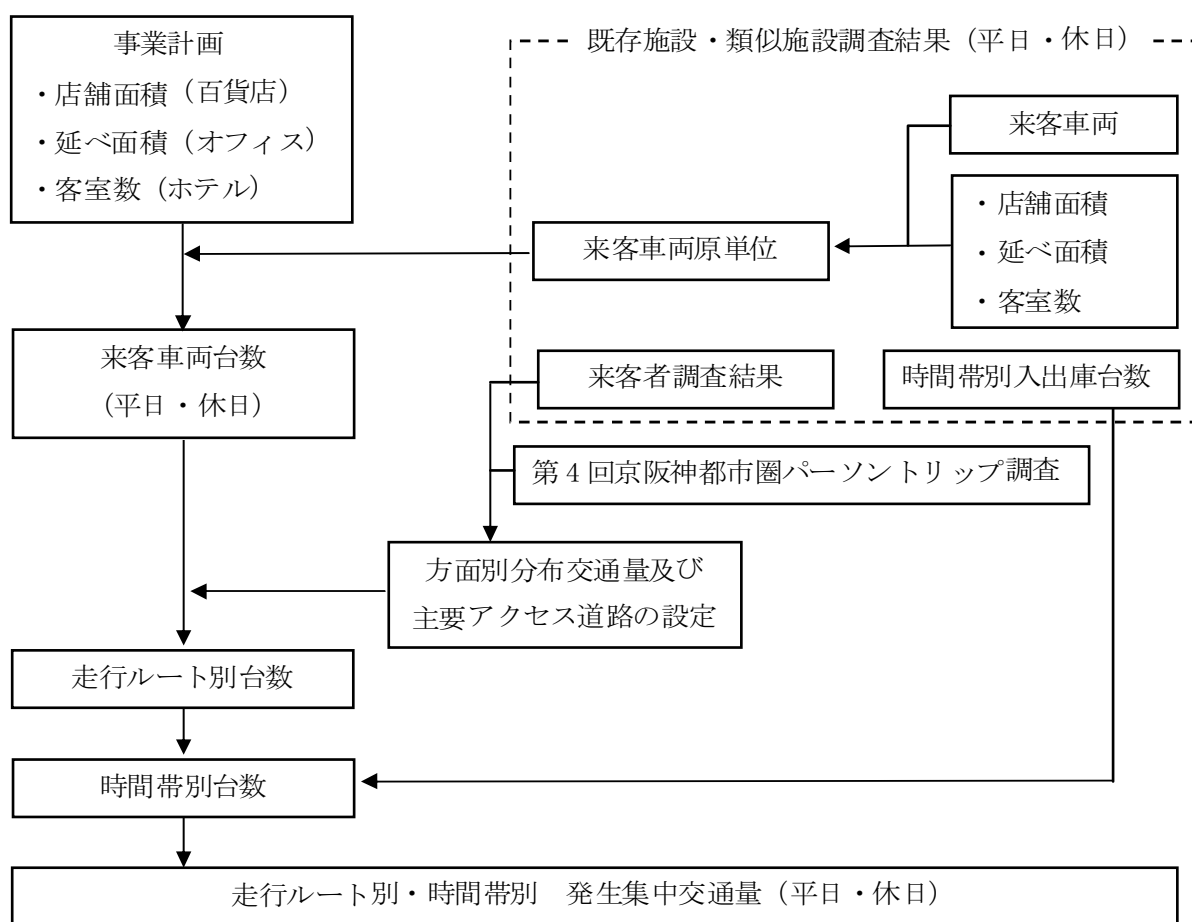 事業計画
・店舗面積（百貨店）
・延べ面積（オフィス）
・客室数（ホテル）
既存施設・類似施設調査結果（平日・休日）
来客車両
・店舗面積
・延べ面積
・客室数
来客車両原単位
来客車両台数
（平日・休日）
来客者調査結果
時間帯別入出庫台数
第４回京阪神都市圏パーソントリップ調査
方面別分布交通量及び
主要アクセス道路の設定
走行ルート別台数
時間帯別台数
走行ルート別・時間帯別　発生集中交通量（平日・休日）